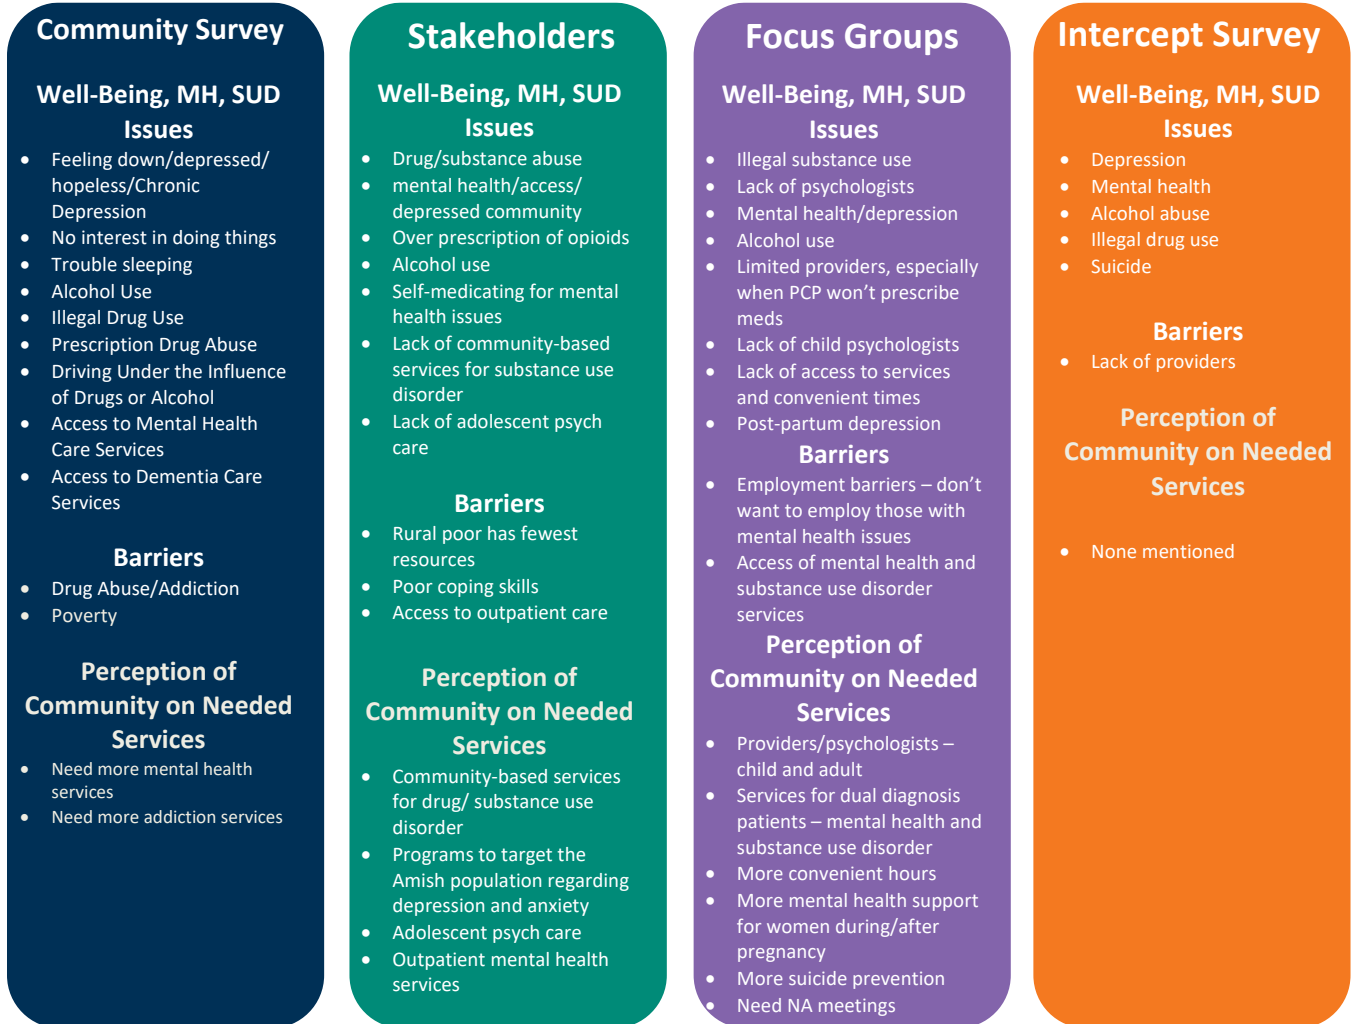 Community Survey
Well-Being, MH, SUD
Issues
• Feeling down/depressed/
hopeless/Chronic
Depression
• No interest in doing things
• Trouble sleeping
• Alcohol Use
• Illegal Drug Use
• Prescription Drug Abuse
• Driving Under the Influence
of Drugs or Alcohol
• Access to Mental Health
Care Services
• Access to Dementia Care
Services
Barriers
• Drug Abuse/Addiction
• Poverty
Perception of
Community on Needed
Services
• Need more mental health
services
• Need more addiction services
Stakeholders
Well-Being, MH, SUD
Issues
• Drug/substance abuse
• mental health/access/
depressed community
• Over prescription of opioids
• Alcohol use
• Self-medicating for mental
health issues
• Lack of community-based
services for substance use
disorder
• Lack of adolescent psych
care
Barriers
• Rural poor has fewest
resources
• Poor coping skills
• Access to outpatient care
Perception of
Community on Needed
Services
• Community-based services
for drug/ substance use
disorder
• Programs to target the
Amish population regarding
depression and anxiety
• Adolescent psych care
• Outpatient mental health
services
Focus Groups
Well-Being, MH, SUD
Issues
• Illegal substance use
• Lack of psychologists
• Mental health/depression
• Alcohol use
• Limited providers, especially
when PCP won’t prescribe
meds
• Lack of child psychologists
• Lack of access to services
and convenient times
• Post-partum depression
Barriers
• Employment barriers – don’t
want to employ those with
mental health issues
• Access of mental health and
substance use disorder
services
Perception of
Community on Needed
Services
• Providers/psychologists –
child and adult
• Services for dual diagnosis
patients – mental health and
substance use disorder
• More convenient hours
• More mental health support
for women during/after
pregnancy
• More suicide prevention
• Need NA meetings
Intercept Survey
Well-Being, MH, SUD
Issues
• Depression
• Mental health
• Alcohol abuse
• Illegal drug use
• Suicide
Barriers
• Lack of providers
Perception of
Community on Needed
Services
• None mentioned